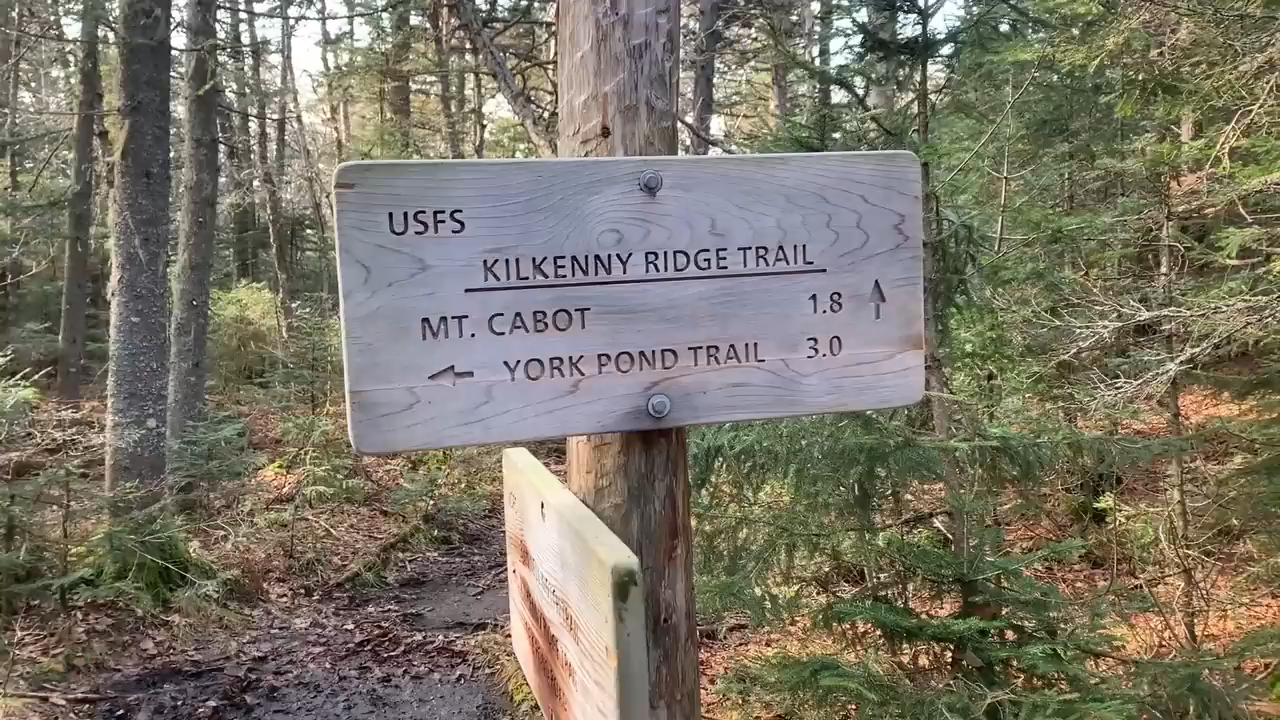 USFS
KILKENNY RIDGE TRAIL
MT. CABOT 1.8 ↑
← YORK POND TRAIL 3.0